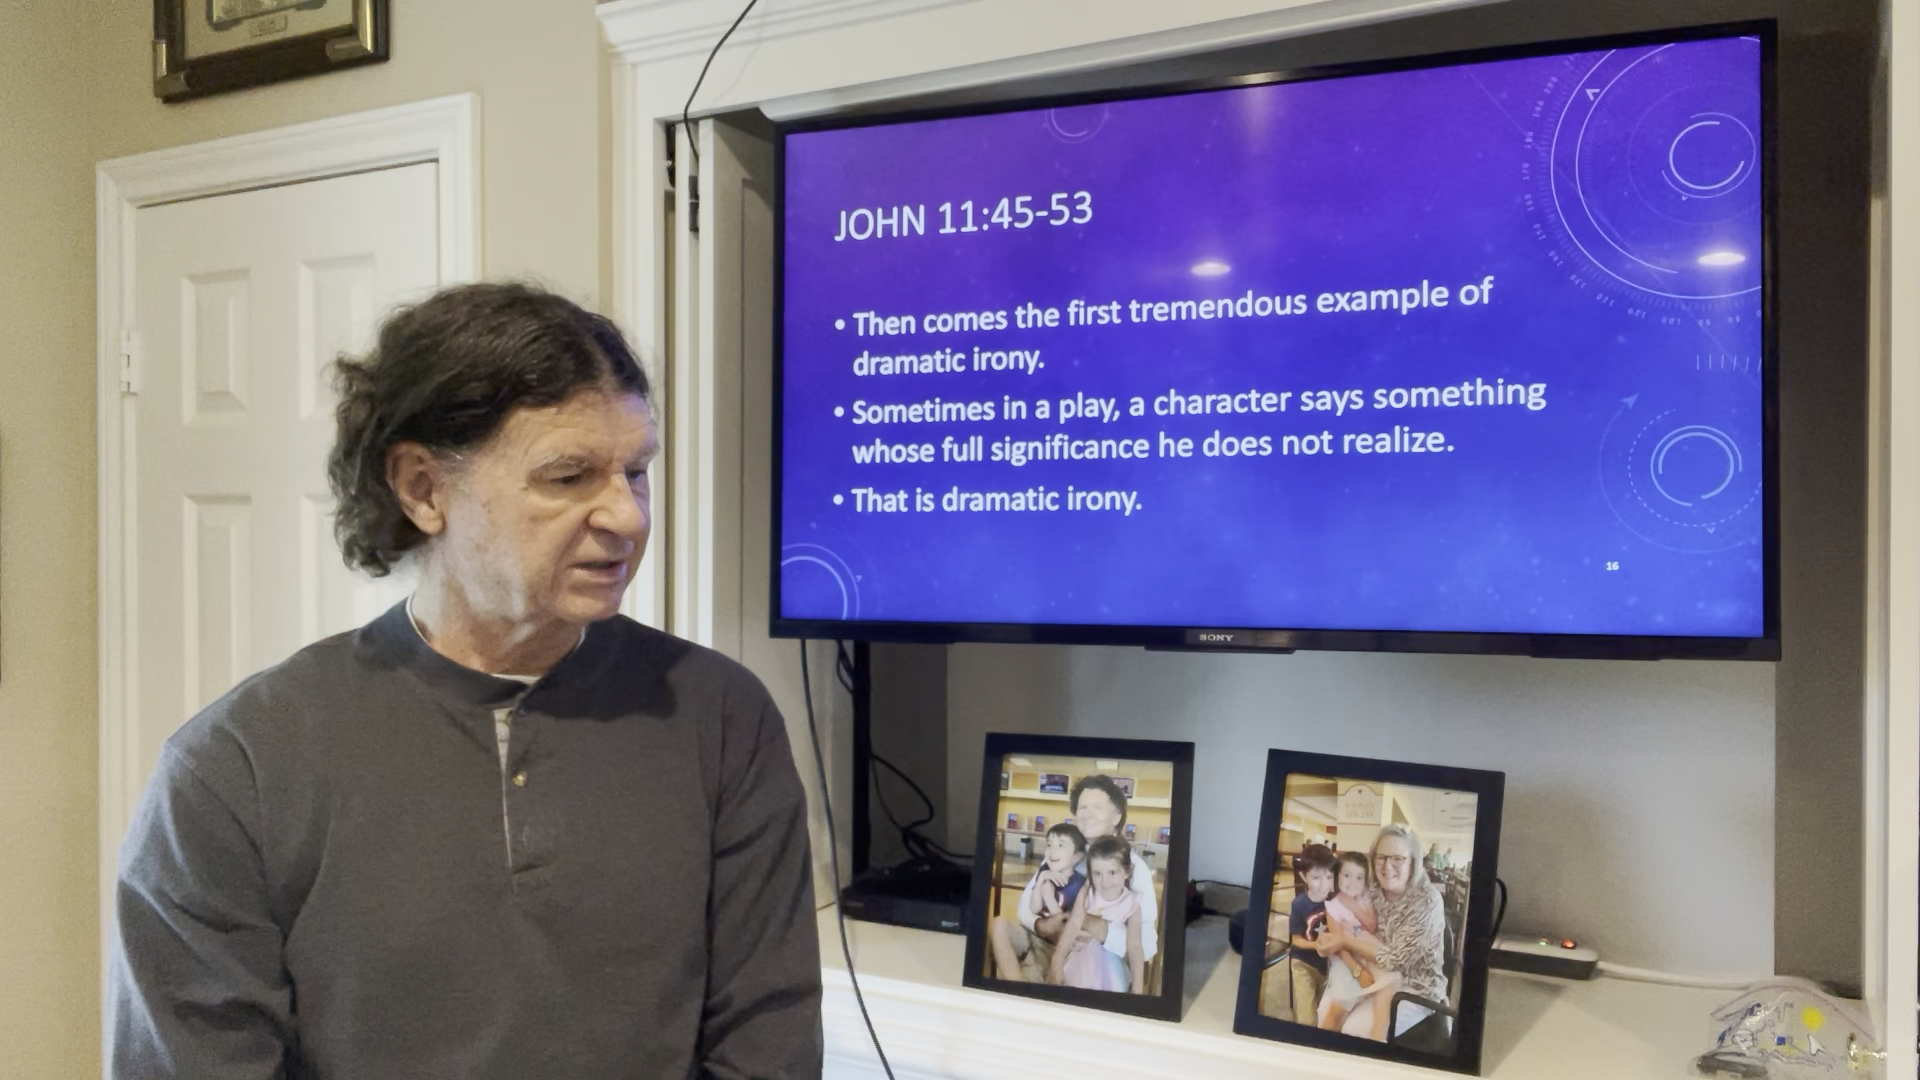 JOHN 11:45-53
• Then comes the first tremendous example of
dramatic irony.
• Sometimes in a play, a character says something
whose full significance he does not realize.
• That is dramatic irony.
16
SONY